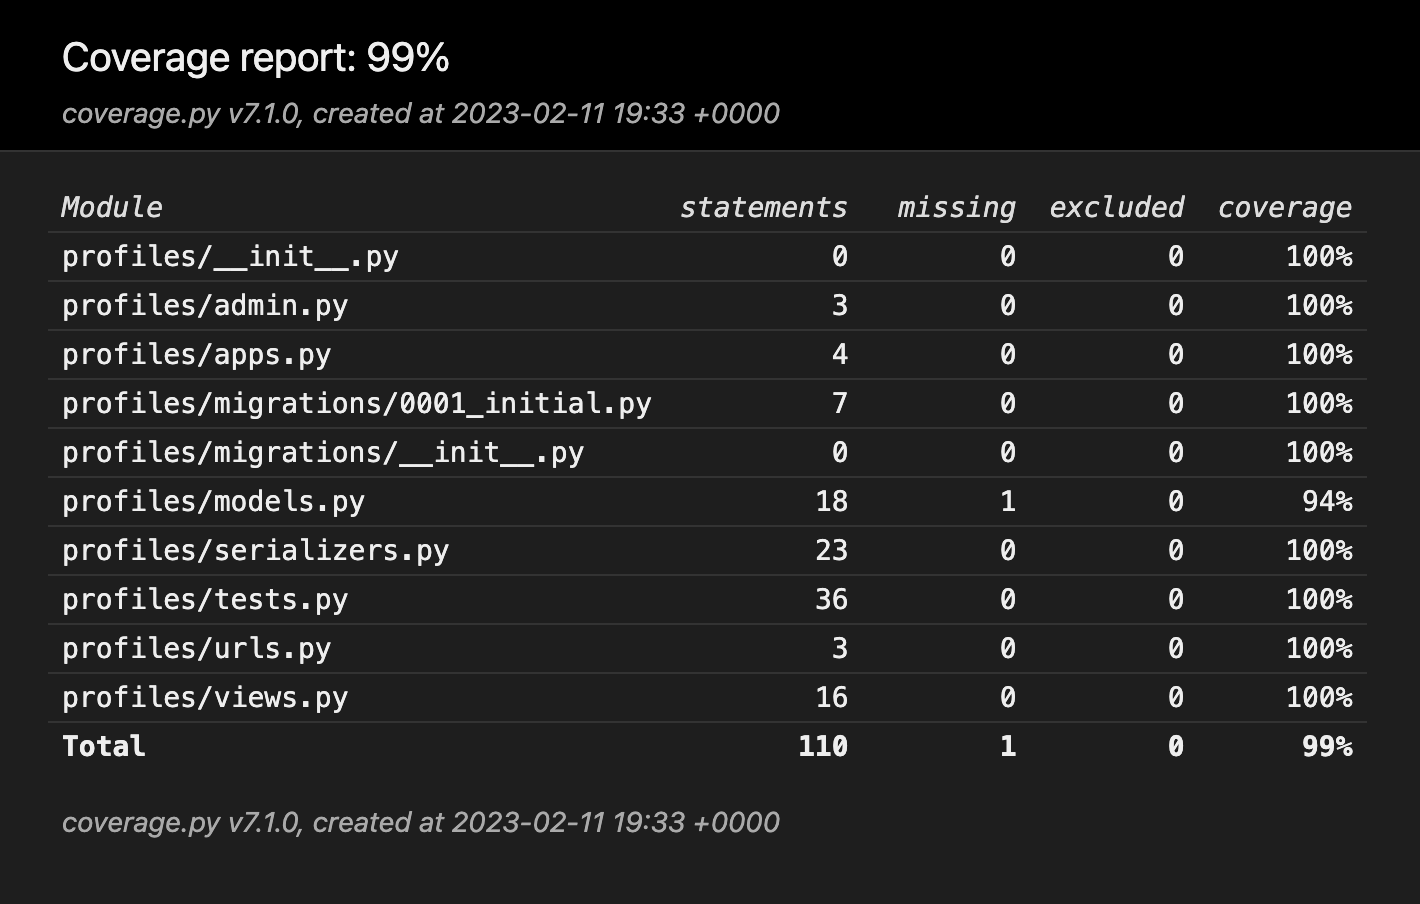 Coverage report: 99%
coverage.py v7.1.0, created at 2023-02-11 19:33 +0000
Module statements missing excluded coverage
profiles/__init__.py 0 0 0 100%
profiles/admin.py 3 0 0 100%
profiles/apps.py 4 0 0 100%
profiles/migrations/0001_initial.py 7 0 0 100%
profiles/migrations/__init__.py 0 0 0 100%
profiles/models.py 18 1 0 94%
profiles/serializers.py 23 0 0 100%
profiles/tests.py 36 0 0 100%
profiles/urls.py 3 0 0 100%
profiles/views.py 16 0 0 100%
Total 110 1 0 99%
coverage.py v7.1.0, created at 2023-02-11 19:33 +0000